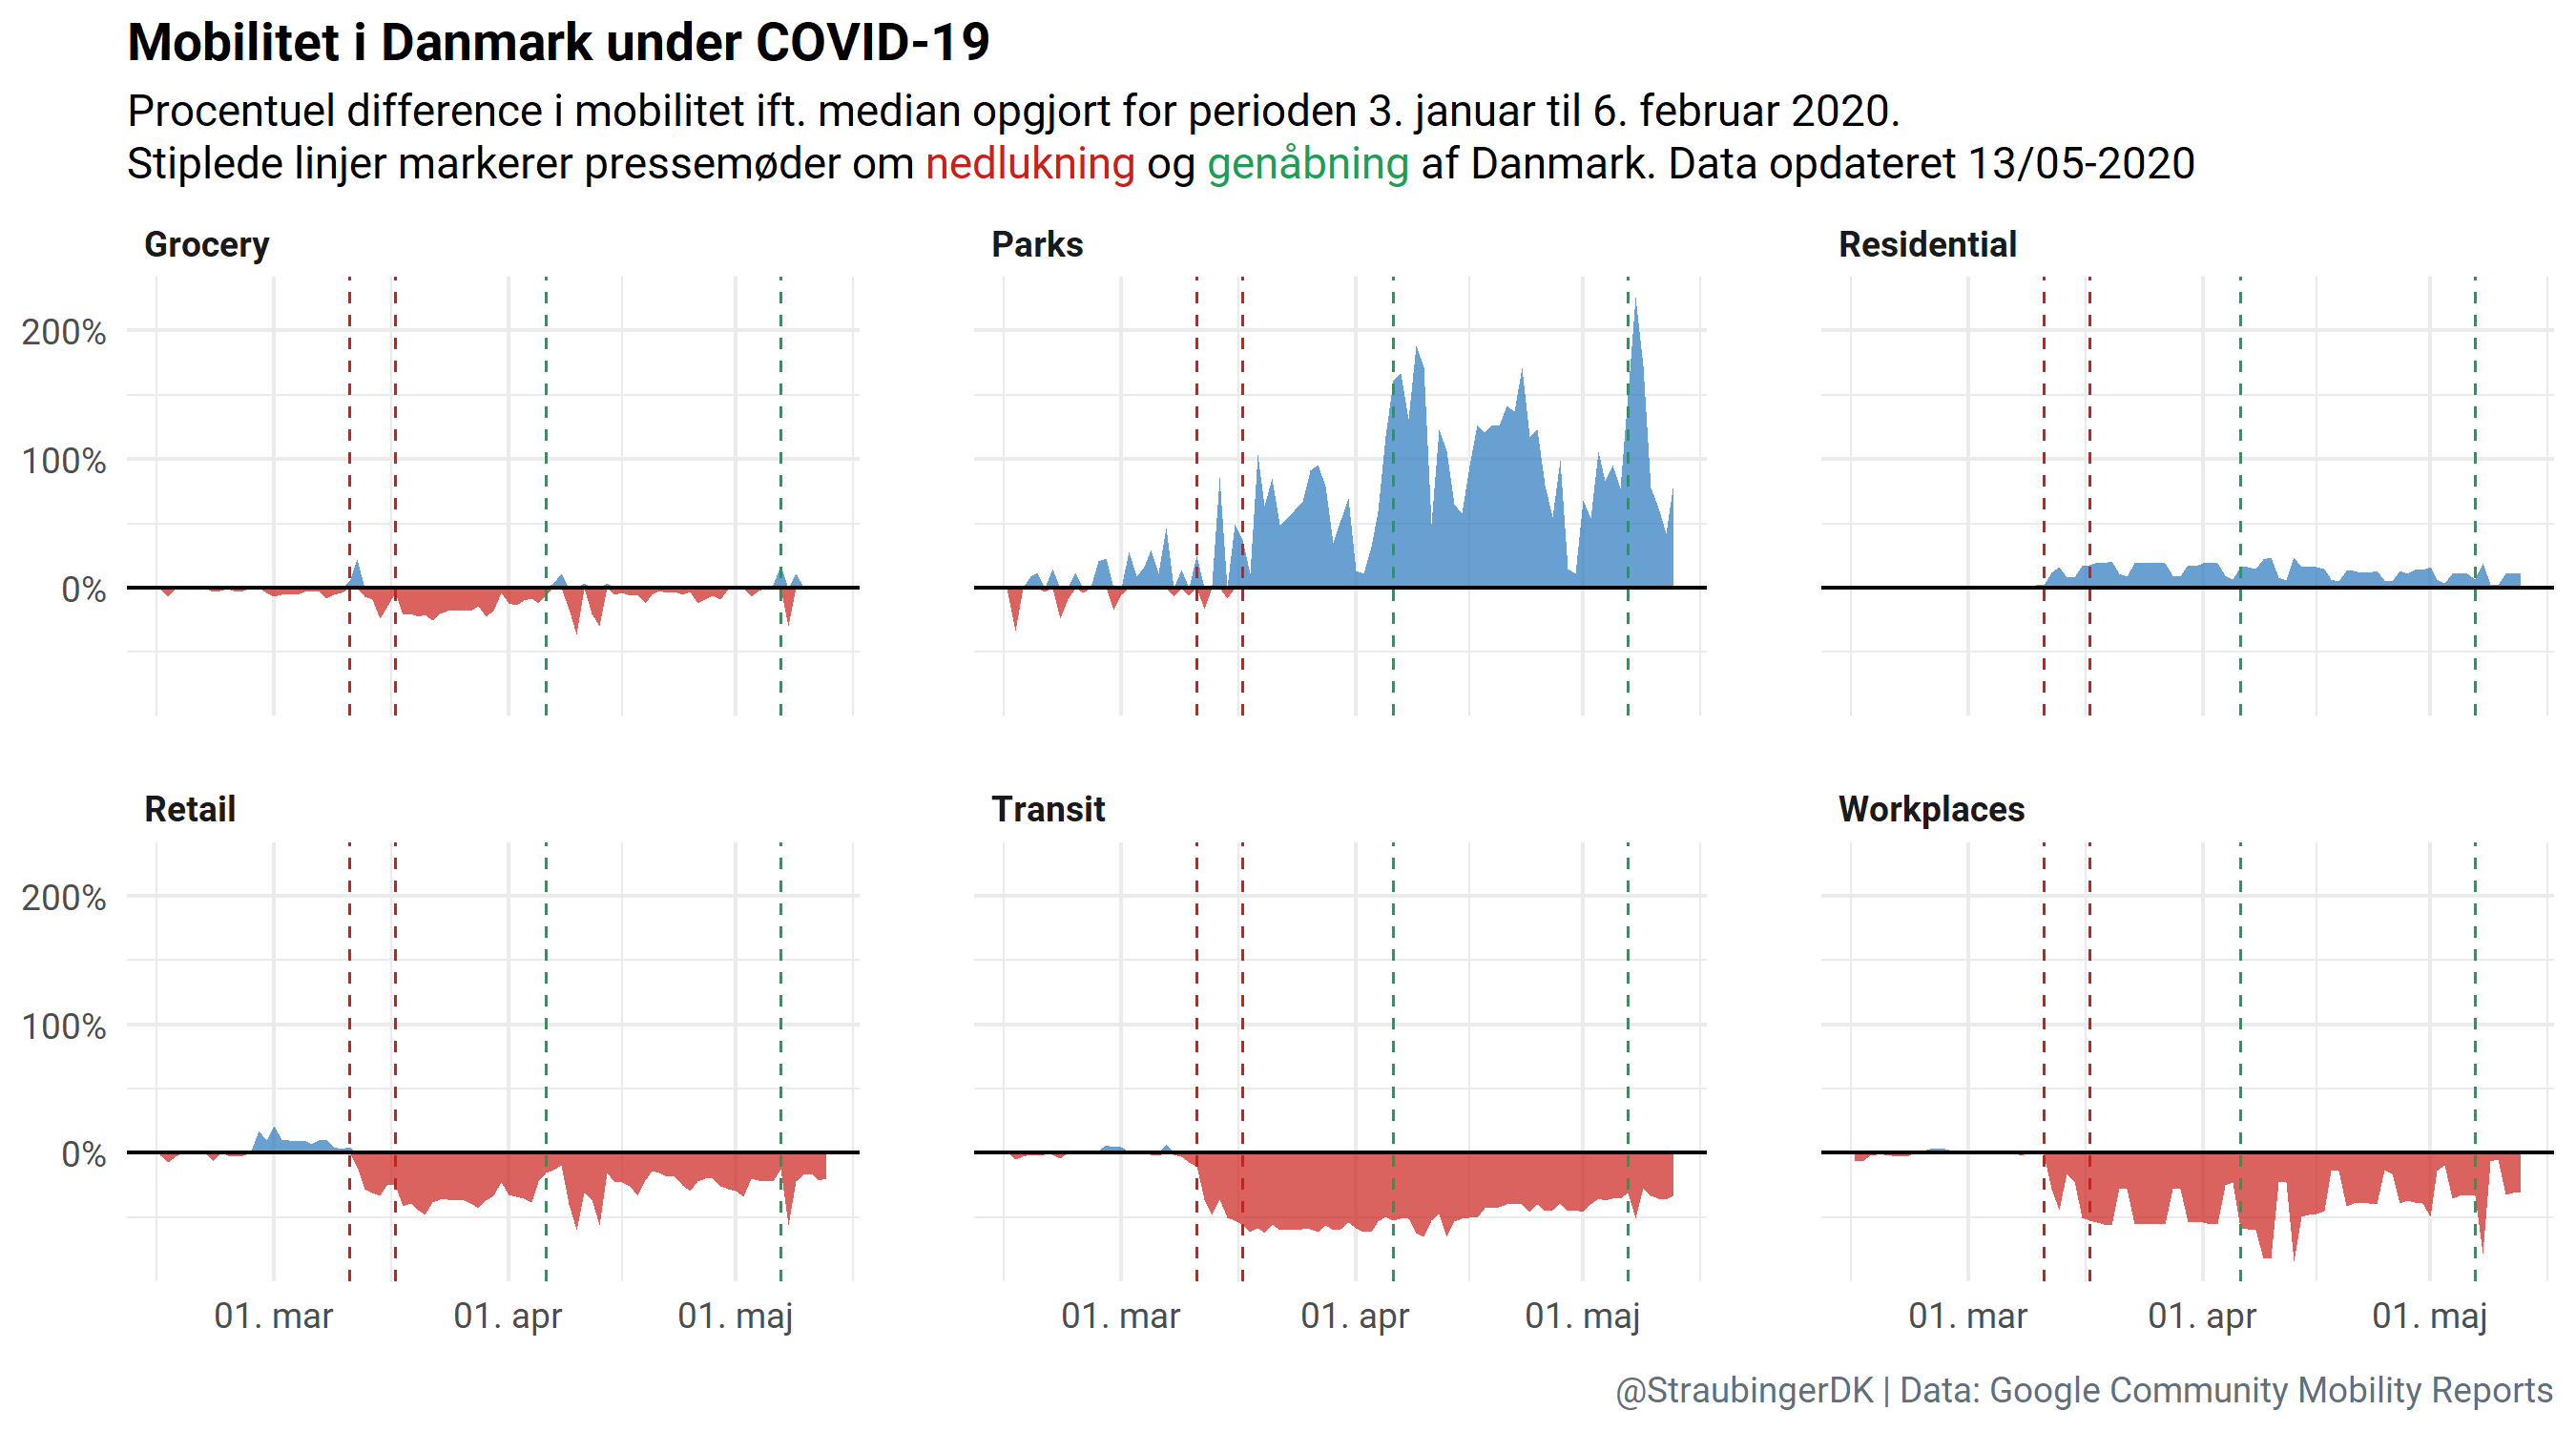 Mobilitet i Danmark under COVID-19
Procentuel difference i mobilitet ift. median opgjort for perioden 3. januar til 6. februar 2020.
Stiplede linjer markerer pressemøder om nedlukning og genåbning af Danmark. Data opdateret 13/05-2020
Grocery
Parks
Residential
200%
100%
0%
Retail
Transit
Workplaces
200%
100%
0%
01. mar
01. apr
01. maj
01. mar
01. apr
01. maj
01. mar
01. apr
01. maj
@StraubingerDK | Data: Google Community Mobility Reports